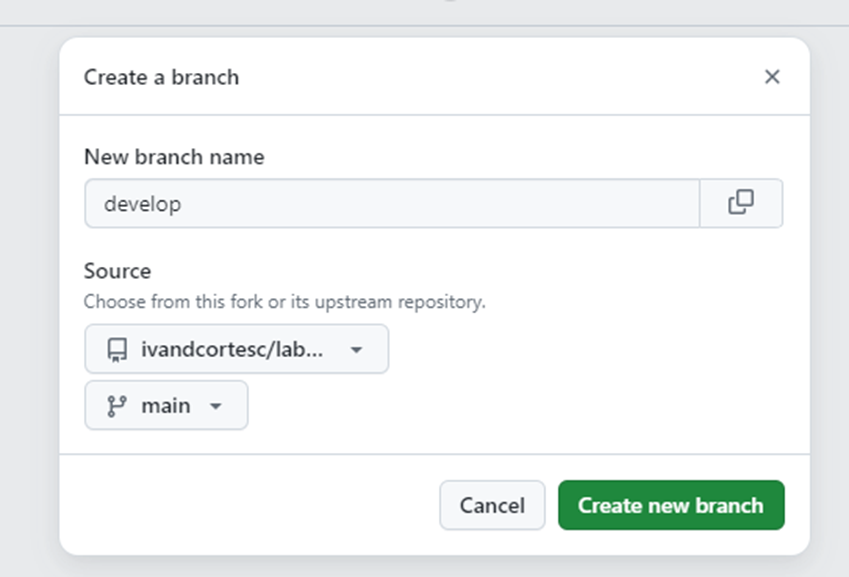 Create a branch
New branch name
develop
Source
Choose from this fork or its upstream repository.
ivandcortesc/lab...
main
Cancel
Create new branch